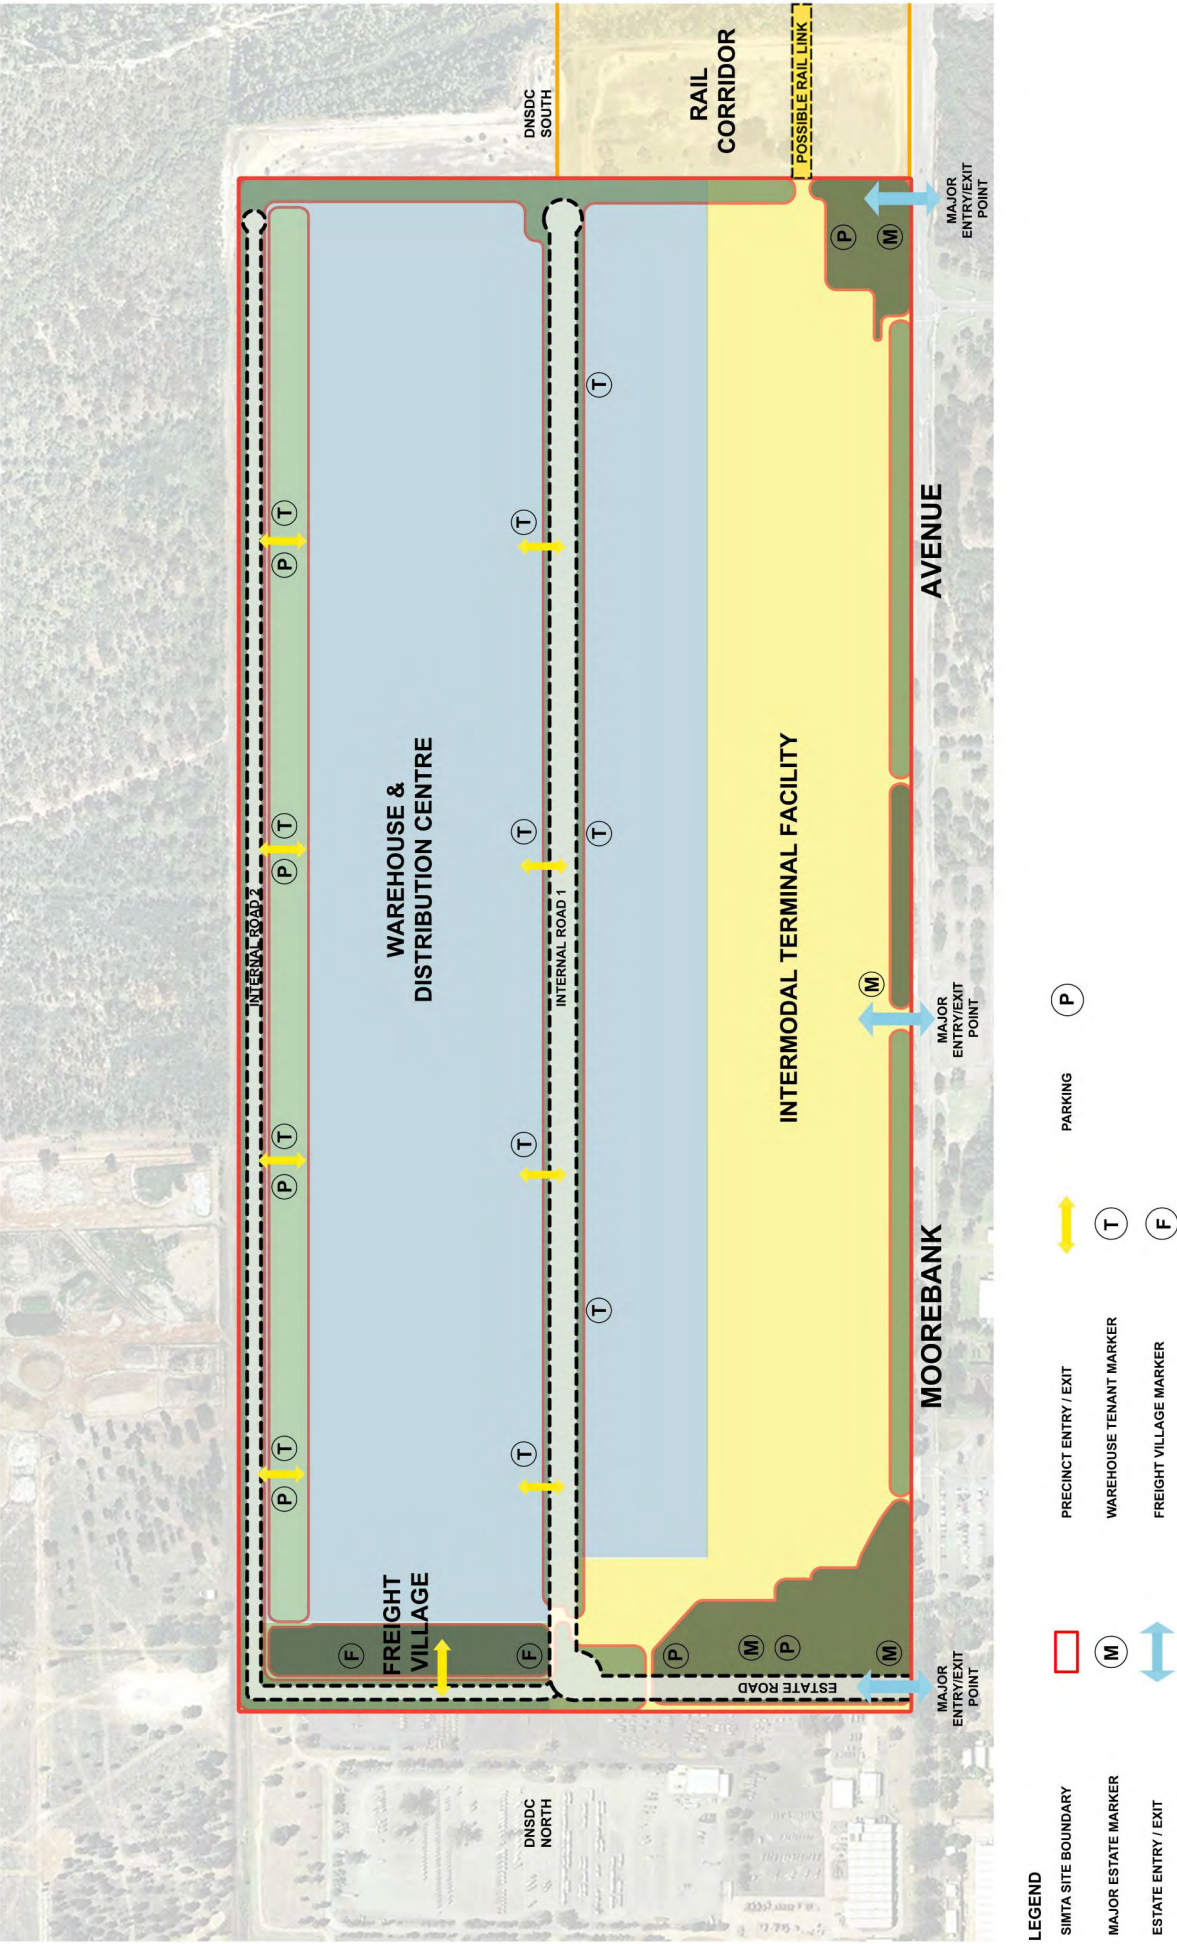 INTERNAL ROAD 2
P T P T P T P T
F
FREIGHT
VILLAGE
WAREHOUSE &
DISTRIBUTION CENTRE
F T T T T
DNSDC
NORTH
DNSDC
SOUTH
INTERNAL ROAD 1
T T T
P
RAIL
CORRIDOR
M
P
ESTATE ROAD
INTERMODAL TERMINAL FACILITY
POSSIBLE RAIL LINK
P
M
M
M
MOOREBANK AVENUE
MAJOR
ENTRY/EXIT
POINT
MAJOR
ENTRY/EXIT
POINT
MAJOR
ENTRY/EXIT
POINT
LEGEND
SIMTA SITE BOUNDARY
MAJOR ESTATE MARKER M
ESTATE ENTRY / EXIT
PRECINCT ENTRY / EXIT
WAREHOUSE TENANT MARKER T
FREIGHT VILLAGE MARKER F
PARKING P